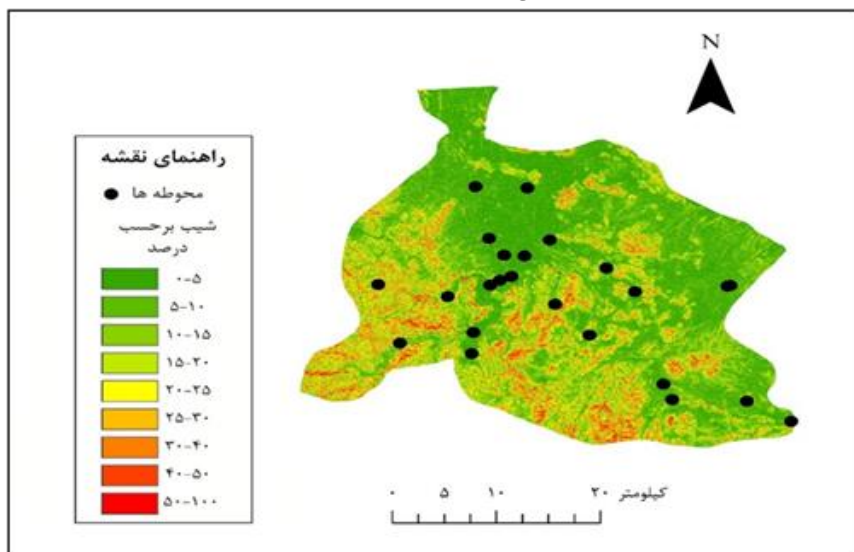 N
راهنمای نقشه
محوطه ها
شیب برحسب
درصد
۰-۵
۵-۱۰
۱۰-۱۵
۱۵-۲۰
۲۰-۲۵
۲۵-۳۰
۳۰-۴۰
۴۰-۵۰
۵۰-۱۰۰
۰ ۵ ۱۰ ۲۰ کیلومتر